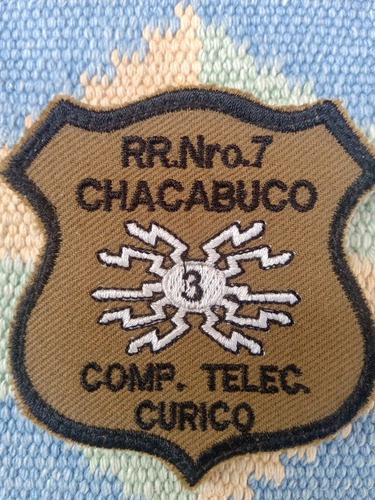 RR.Nro.7
CHACABUCO
3
COMP. TELEC.
CURICO